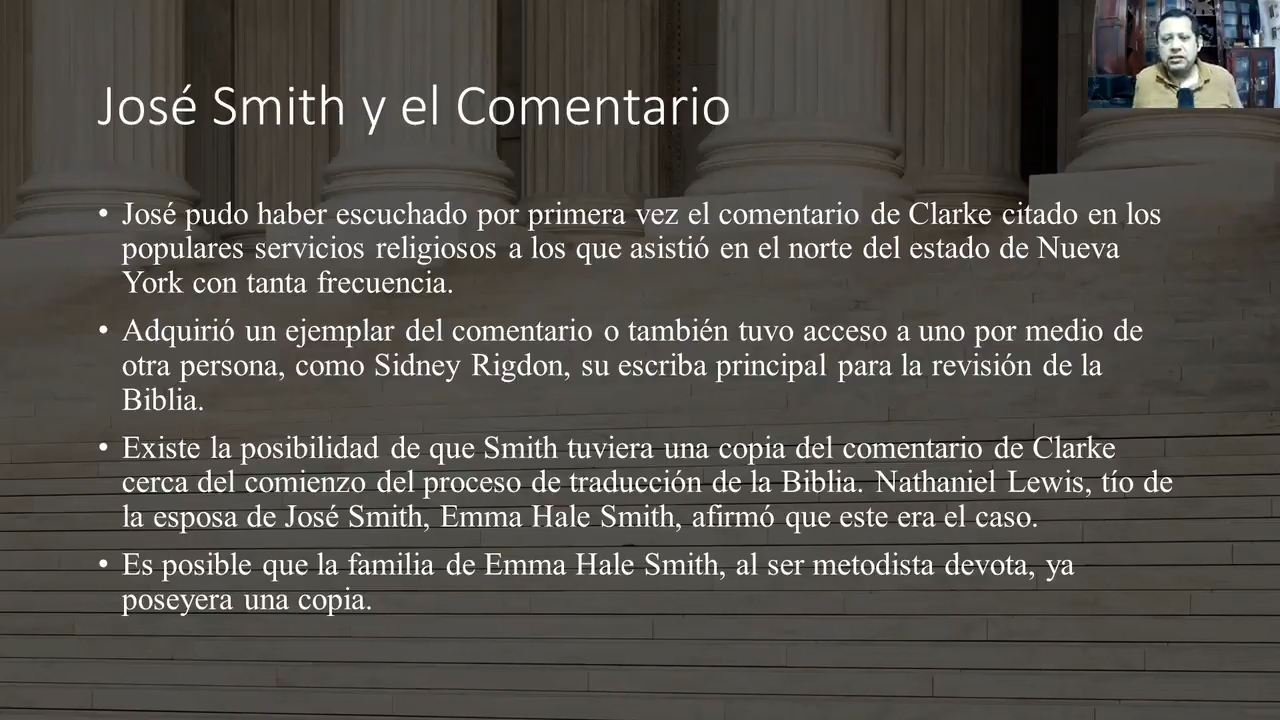 José Smith y el Comentario
• José pudo haber escuchado por primera vez el comentario de Clarke citado en los
populares servicios religiosos a los que asistió en el norte del estado de Nueva
York con tanta frecuencia.
• Adquirió un ejemplar del comentario o también tuvo acceso a uno por medio de
otra persona, como Sidney Rigdon, su escriba principal para la revisión de la
Biblia.
• Existe la posibilidad de que Smith tuviera una copia del comentario de Clarke
cerca del comienzo del proceso de traducción de la Biblia. Nathaniel Lewis, tío de
la esposa de José Smith, Emma Hale Smith, afirmó que este era el caso.
• Es posible que la familia de Emma Hale Smith, al ser metodista devota, ya
poseyera una copia.